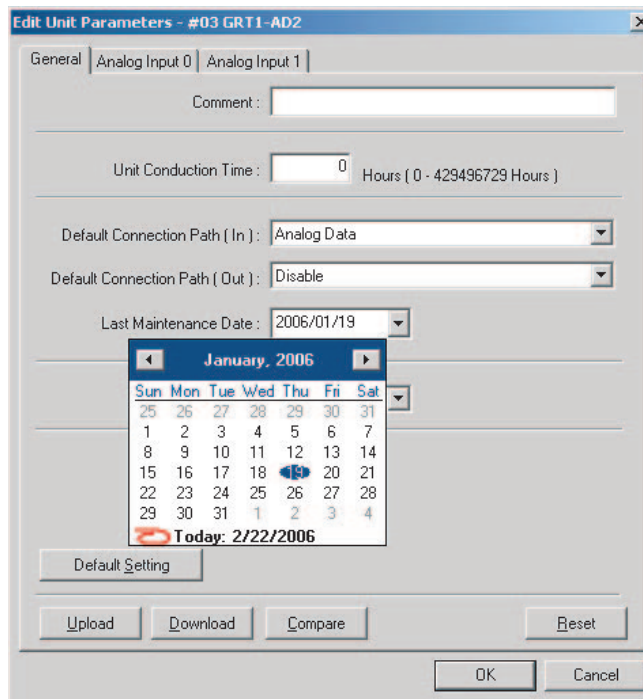 Edit Unit Parameters - #03 GRT1-AD2
General Analog Input 0 Analog Input 1
Comment :
Unit Conduction Time : 0 Hours ( 0 - 429496729 Hours )
Default Connection Path ( In ) : Analog Data
Default Connection Path ( Out ) : Disable
Last Maintenance Date : 2006/01/19
January, 2006
Sun Mon Tue Wed Thu Fri Sat
25 26 27 28 29 30 31
1 2 3 4 5 6 7
8 9 10 11 12 13 14
15 16 17 18 19 20 21
22 23 24 25 26 27 28
29 30 31 1 2 3 4
Today: 2/22/2006
Default Setting
Upload Download Compare Reset
OK Cancel